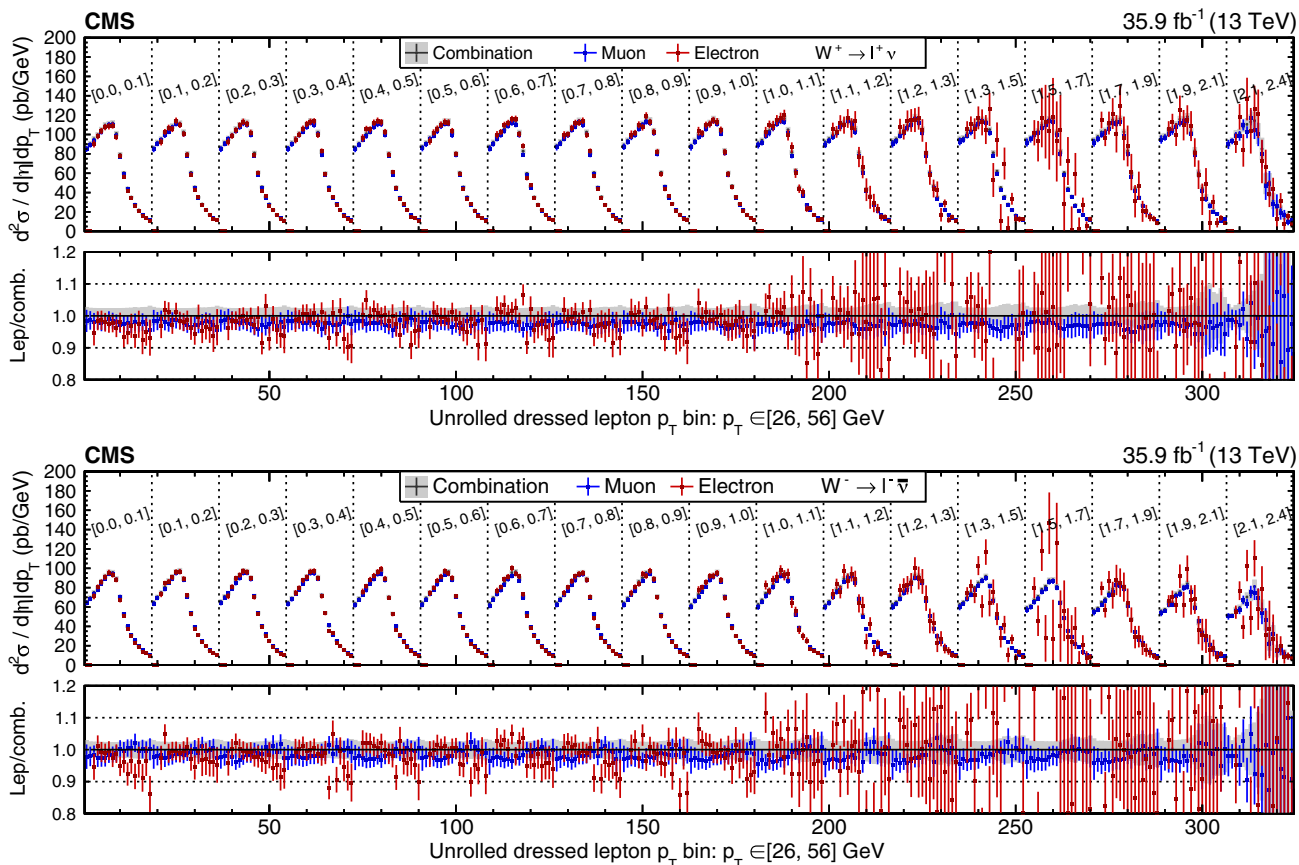 CMS 35.9 fb⁻¹ (13 TeV)
Combination Muon Electron W⁺ → l⁺ ν
[0.0, 0.1] [0.1, 0.2] [0.2, 0.3] [0.3, 0.4] [0.4, 0.5] [0.5, 0.6] [0.6, 0.7] [0.7, 0.8] [0.8, 0.9] [0.9, 1.0] [1.0, 1.1] [1.1, 1.2] [1.2, 1.3] [1.3, 1.5] [1.5, 1.7] [1.7, 1.9] [1.9, 2.1] [2.1, 2.4]
d²σ / d|η|dp_T (pb/GeV)
200
180
160
140
120
100
80
60
40
20
0
Lep/comb.
1.2
1.1
1.0
0.9
0.8
50 100 150 200 250 300
Unrolled dressed lepton p_T bin: p_T ∈[26, 56] GeV
CMS 35.9 fb⁻¹ (13 TeV)
Combination Muon Electron W⁻ → l⁻ ν̅
[0.0, 0.1] [0.1, 0.2] [0.2, 0.3] [0.3, 0.4] [0.4, 0.5] [0.5, 0.6] [0.6, 0.7] [0.7, 0.8] [0.8, 0.9] [0.9, 1.0] [1.0, 1.1] [1.1, 1.2] [1.2, 1.3] [1.3, 1.5] [1.5, 1.7] [1.7, 1.9] [1.9, 2.1] [2.1, 2.4]
d²σ / d|η|dp_T (pb/GeV)
200
180
160
140
120
100
80
60
40
20
0
Lep/comb.
1.2
1.1
1.0
0.9
0.8
50 100 150 200 250 300
Unrolled dressed lepton p_T bin: p_T ∈[26, 56] GeV